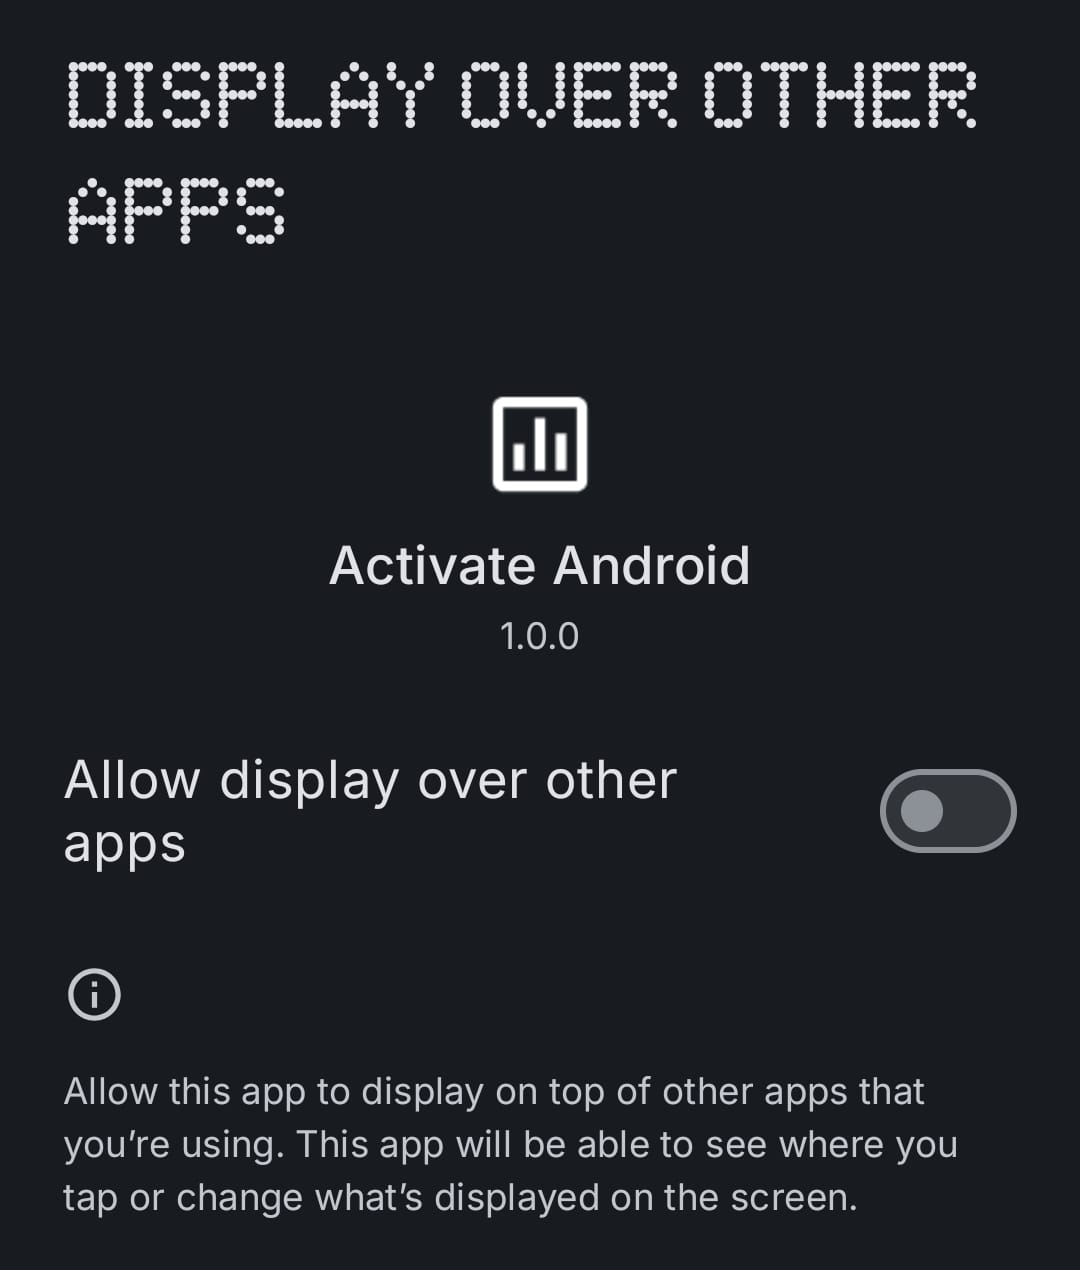 DISPLAY OVER OTHER
APPS
Activate Android
1.0.0
Allow display over other
apps
Allow this app to display on top of other apps that
you’re using. This app will be able to see where you
tap or change what’s displayed on the screen.